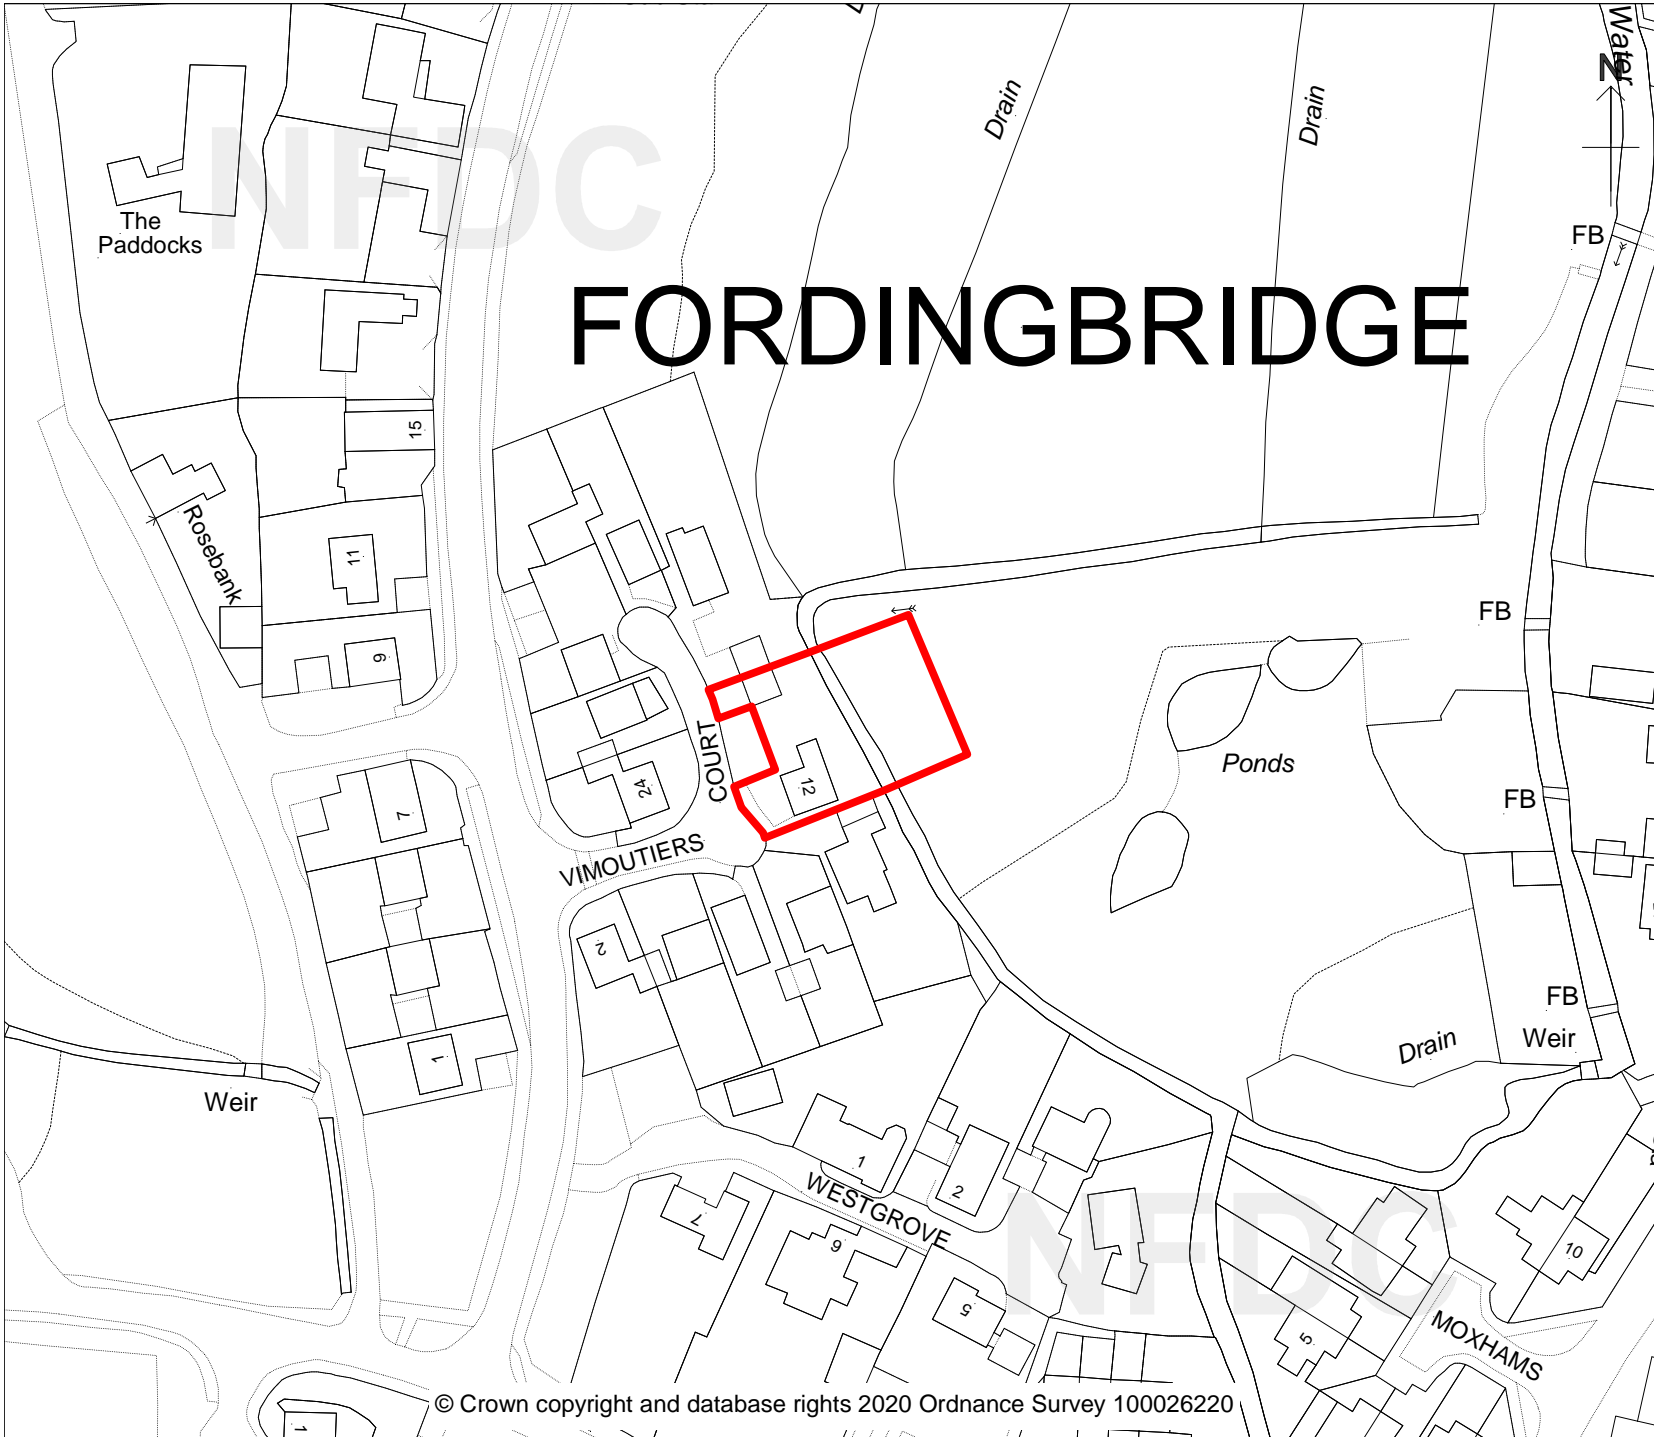 Water
N
Drain
Drain
NFDC
The
Paddocks
FB
FORDINGBRIDGE
15
Rosebank
11
FB
9
COURT
Ponds
24
12
FB
7
VIMOUTIERS
2
FB
Weir
Drain
1
Weir
1
2
WESTGROVE
NFDC
7
6
10
5
5
MOXHAMS
© Crown copyright and database rights 2020 Ordnance Survey 100026220
1